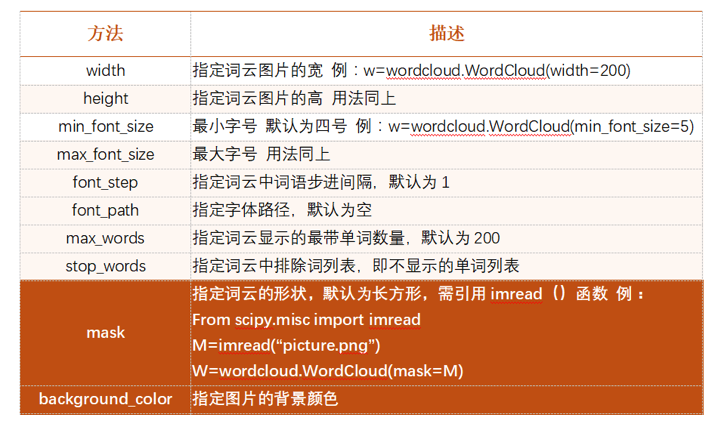 方法 描述
width 指定词云图片的宽 例：w=wordcloud.WordCloud(width=200)
height 指定词云图片的高 用法同上
min_font_size 最小字号 默认为四号 例：w=wordcloud.WordCloud(min_font_size=5)
max_font_size 最大字号 用法同上
font_step 指定词云中词语步进间隔，默认为 1
font_path 指定字体路径，默认为空
max_words 指定词云显示的最带单词数量，默认为 200
stop_words 指定词云中排除词列表，即不显示的单词列表
mask 指定词云的形状，默认为长方形，需引用 imread（）函数 例：
From scipy.misc import imread
M=imread(“picture.png”)
W=wordcloud.WordCloud(mask=M)
background_color 指定图片的背景颜色